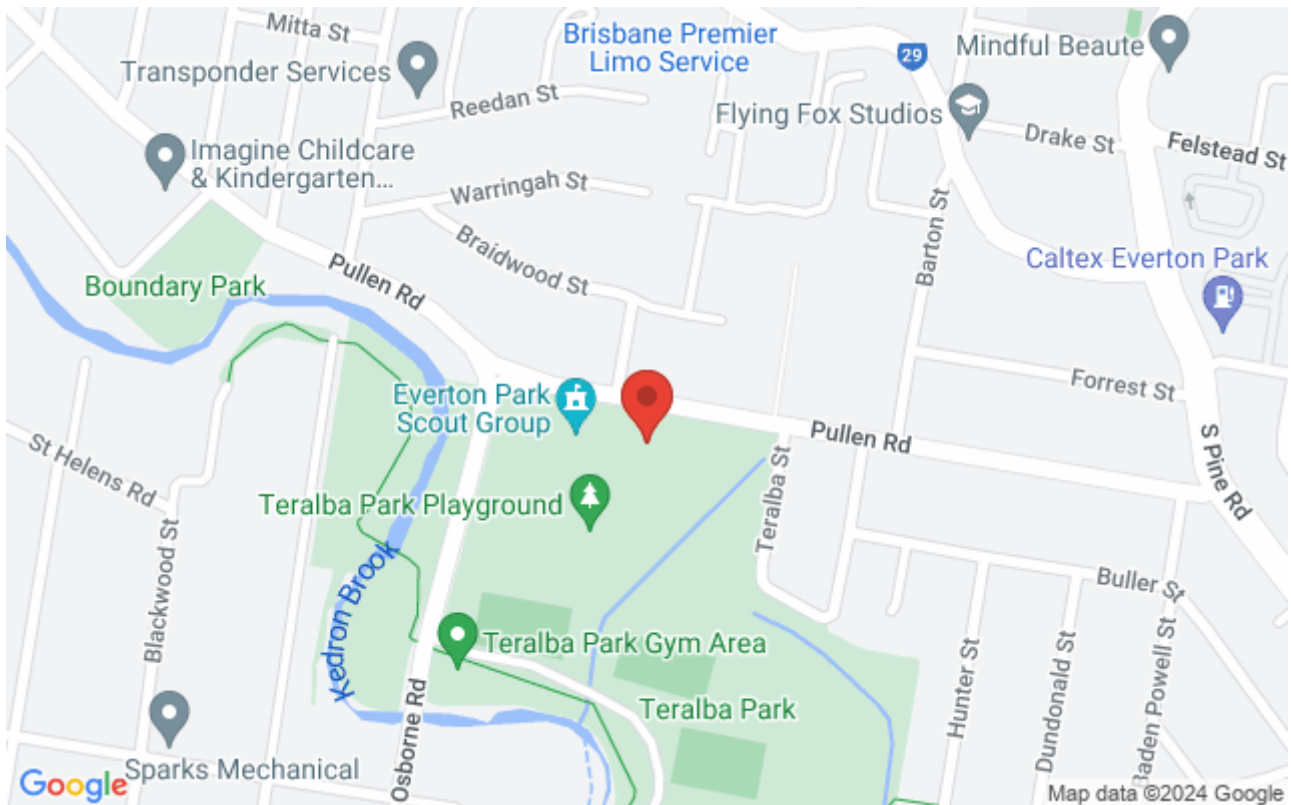 Mitta St
Brisbane Premier
Limo Service
29
Mindful Beaute
Transponder Services
Reedan St
Flying Fox Studios
Drake St
Felstead St
Imagine Childcare
& Kindergarten...
Warringah St
Barton St
Braidwood St
Pullen Rd
Caltex Everton Park
Boundary Park
Forrest St
Everton Park
Scout Group
Pullen Rd
S Pine Rd
St Helens Rd
Teralba Park Playground
Teralba St
Blackwood St
Kedron Brook
Buller St
Teralba Park Gym Area
Hunter St
Dundonald St
Baden Powell St
Teralba Park
Osborne Rd
Sparks Mechanical
Google
Map data ©2024 Google